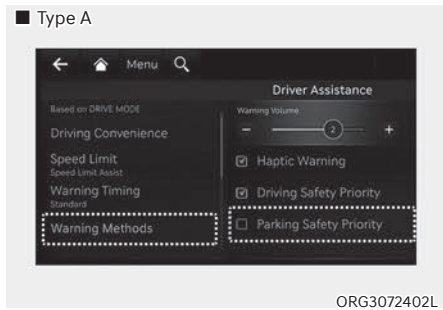 ■ Type A
Menu
Driver Assistance
Based on DRIVE MODE
Driving Convenience
Speed Limit
Speed Limit Assist
Warning Timing
Standard
Warning Methods
Warning Volume
- 2 +
Haptic Warning
Driving Safety Priority
Parking Safety Priority
ORG3072402L